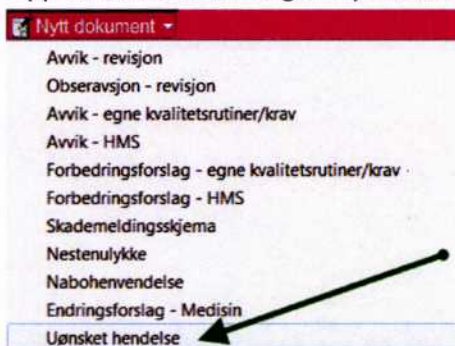 Nytt dokument
Avvik - revisjon
Obseravsjon - revisjon
Avvik - egne kvalitetsrutiner/krav
Avvik - HMS
Forbedringsforslag - egne kvalitetsrutiner/krav
Forbedringsforslag - HMS
Skademeldingsskjema
Nestenulykke
Nabohenvendelse
Endringsforslag - Medisin
Uønsket hendelse